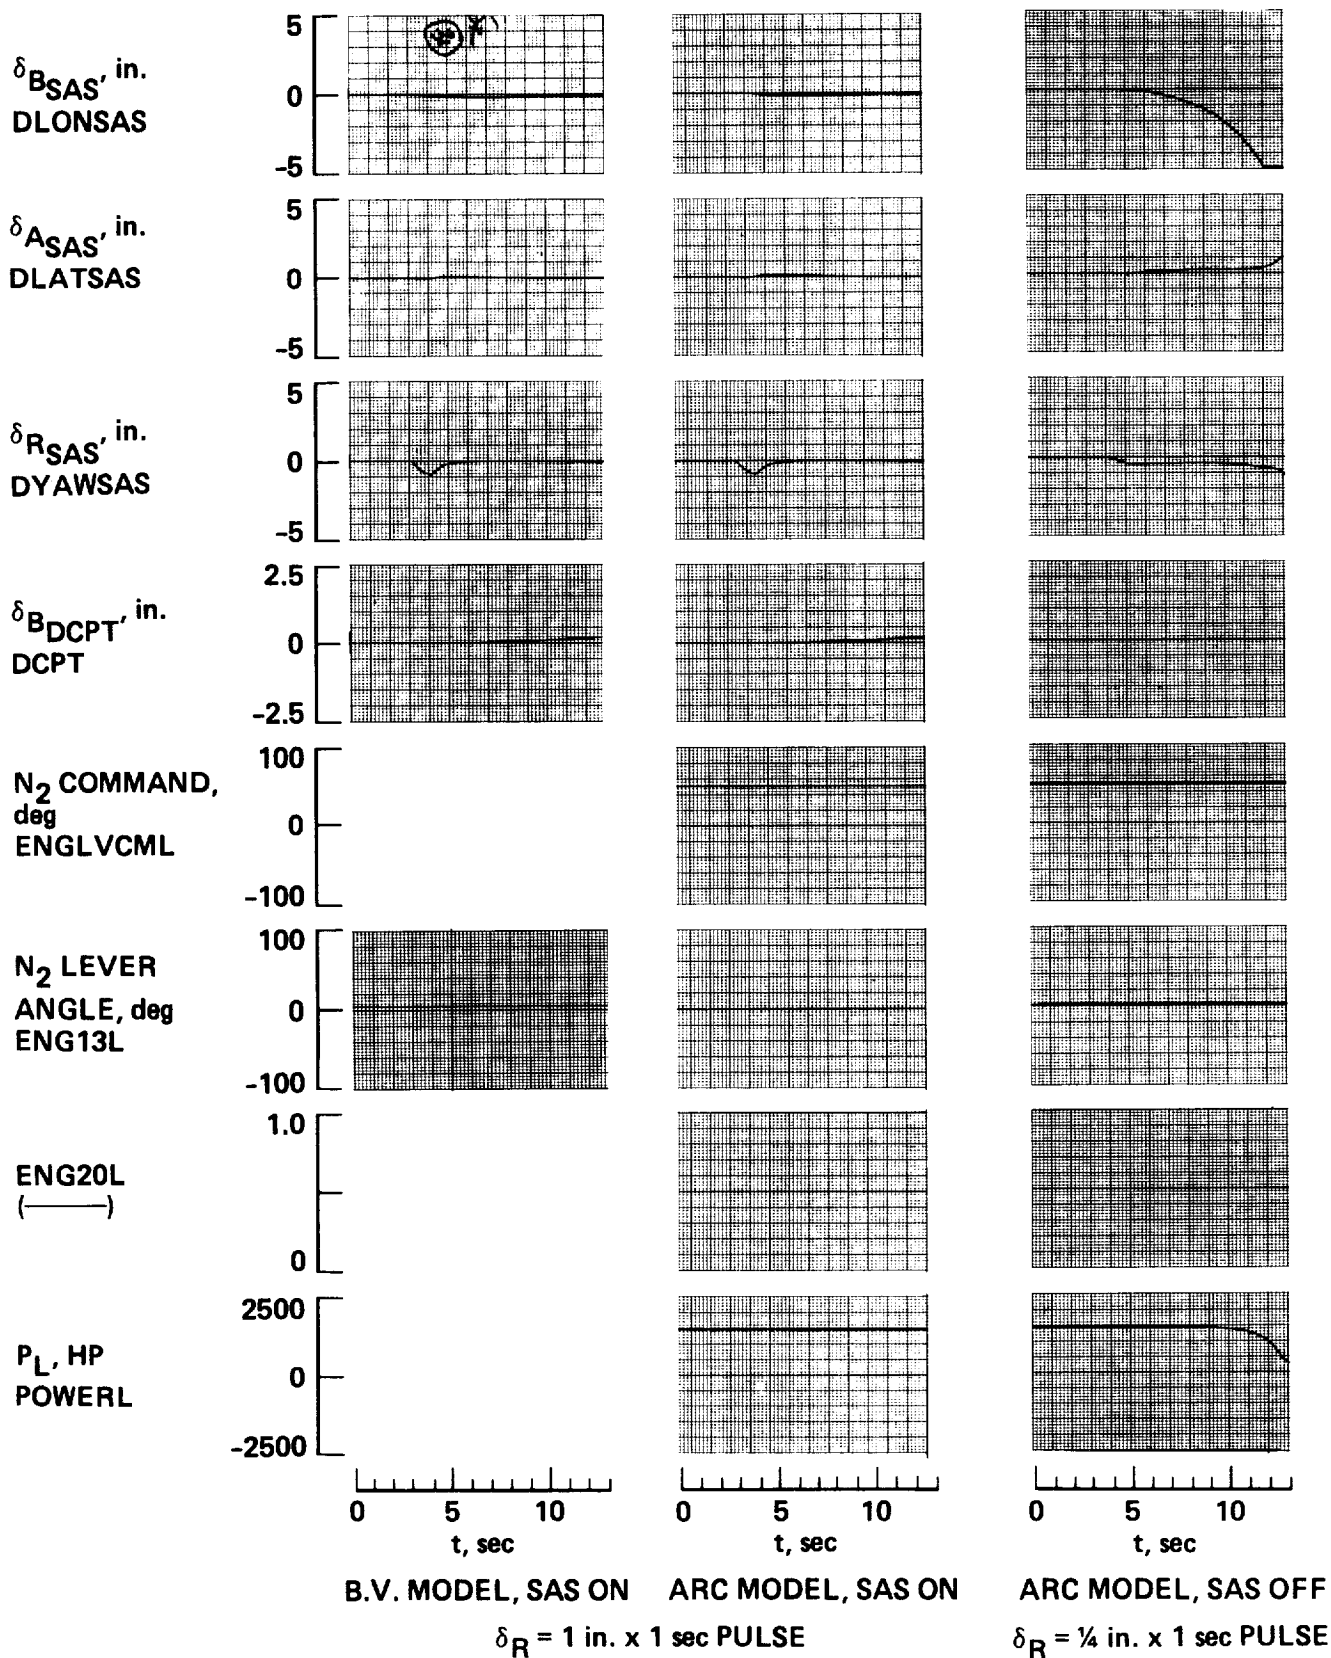 δBSAS, in.
DLONSAS
5
0
-5
δASAS, in.
DLATSAS
5
0
-5
δRSAS, in.
DYAWSAS
5
0
-5
δBDCPT, in.
DCPT
2.5
0
-2.5
N2 COMMAND,
deg
ENGLVCML
100
0
-100
N2 LEVER
ANGLE, deg
ENG13L
100
0
-100
ENG20L
(———)
1.0
0
PL, HP
POWERL
2500
0
-2500
0 5 10
t, sec
B.V. MODEL, SAS ON
0 5 10
t, sec
ARC MODEL, SAS ON
δR = 1 in. x 1 sec PULSE
0 5 10
t, sec
ARC MODEL, SAS OFF
δR = ¼ in. x 1 sec PULSE